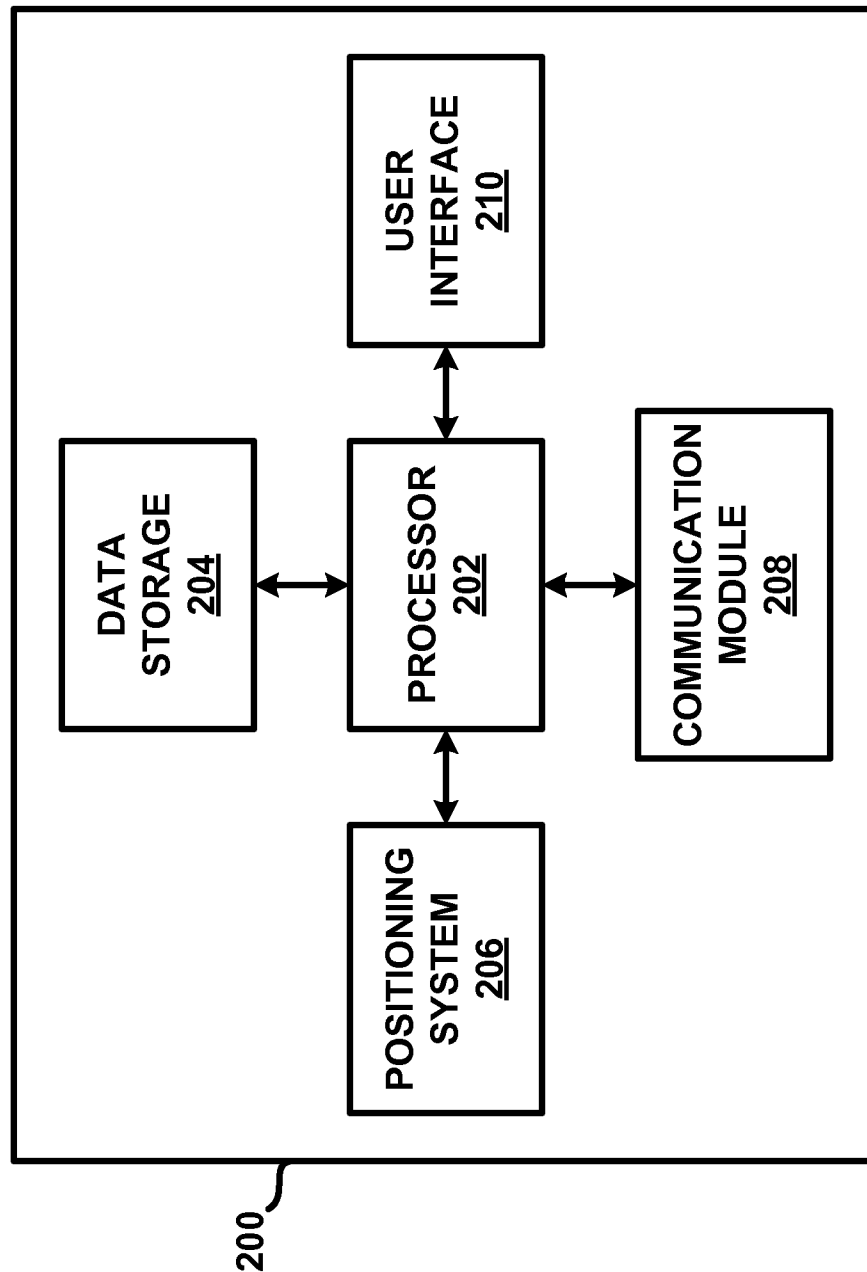 200
DATA
STORAGE
204
POSITIONING
SYSTEM
206
PROCESSOR
202
USER
INTERFACE
210
COMMUNICATION
MODULE
208